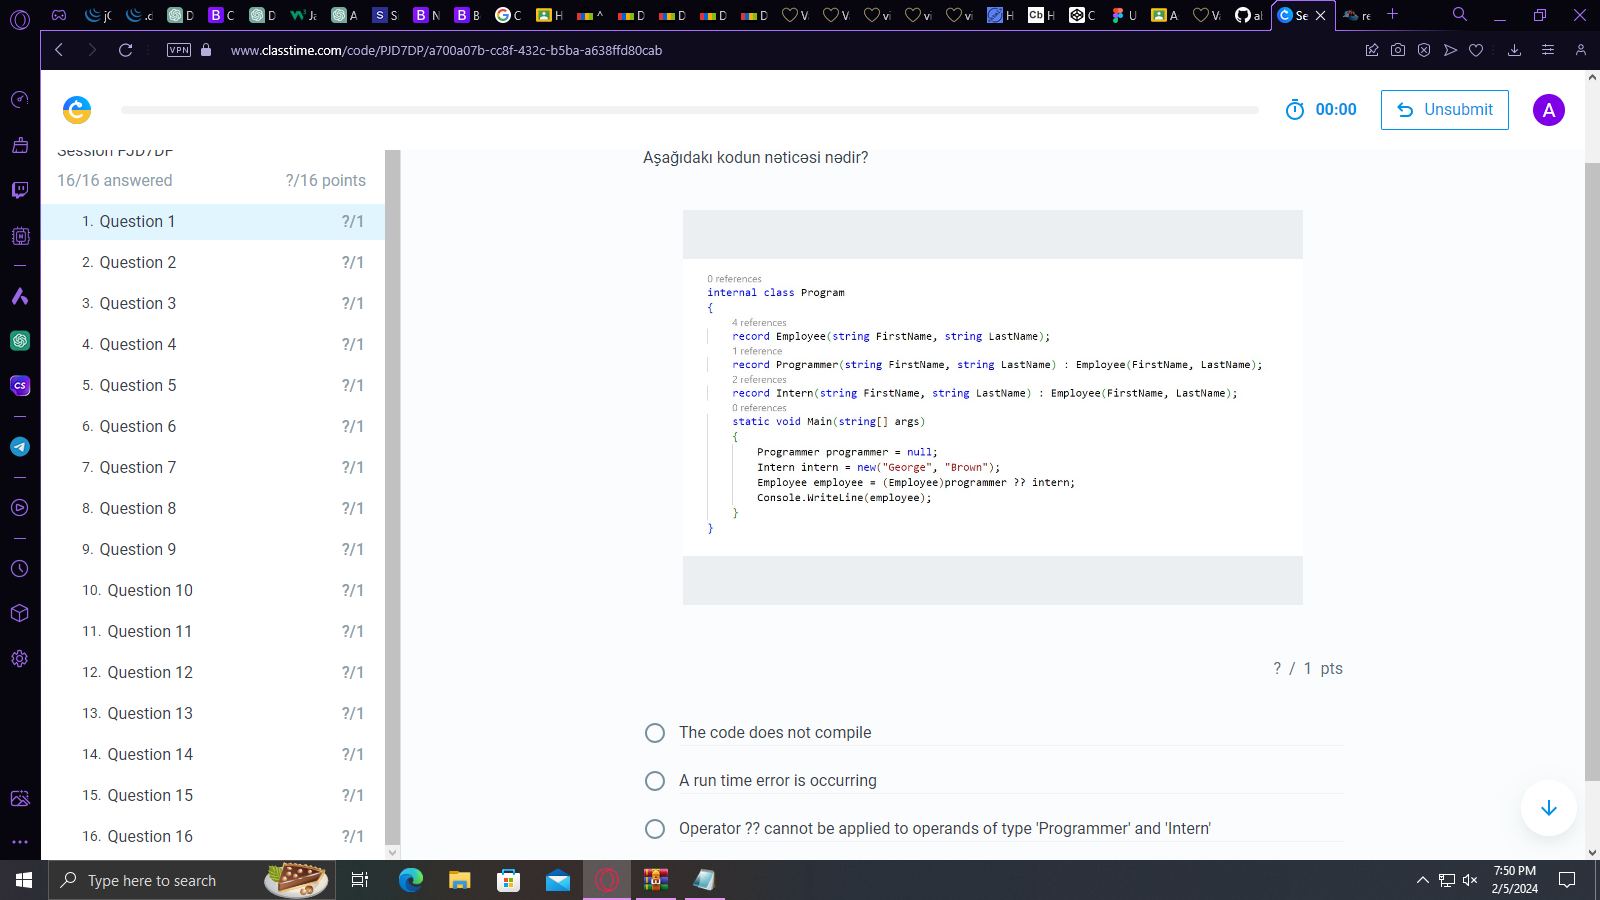 www.classtime.com/code/PJD7DP/a700a07b-cc8f-432c-b5ba-a638ffd80cab
VPN
00:00
Unsubmit
A
Session PJD7DP
16/16 answered
?/16 points
1. Question 1 ?/1
2. Question 2 ?/1
3. Question 3 ?/1
4. Question 4 ?/1
5. Question 5 ?/1
6. Question 6 ?/1
7. Question 7 ?/1
8. Question 8 ?/1
9. Question 9 ?/1
10. Question 10 ?/1
11. Question 11 ?/1
12. Question 12 ?/1
13. Question 13 ?/1
14. Question 14 ?/1
15. Question 15 ?/1
16. Question 16 ?/1
Aşağıdakı kodun nəticəsi nədir?
0 references
internal class Program
{
4 references
record Employee(string FirstName, string LastName);
1 reference
record Programmer(string FirstName, string LastName) : Employee(FirstName, LastName);
2 references
record Intern(string FirstName, string LastName) : Employee(FirstName, LastName);
0 references
static void Main(string[] args)
{
Programmer programmer = null;
Intern intern = new("George", "Brown");
Employee employee = (Employee)programmer ?? intern;
Console.WriteLine(employee);
}
}
? / 1 pts
The code does not compile
A run time error is occurring
Operator ?? cannot be applied to operands of type 'Programmer' and 'Intern'
Type here to search
7:50 PM
2/5/2024